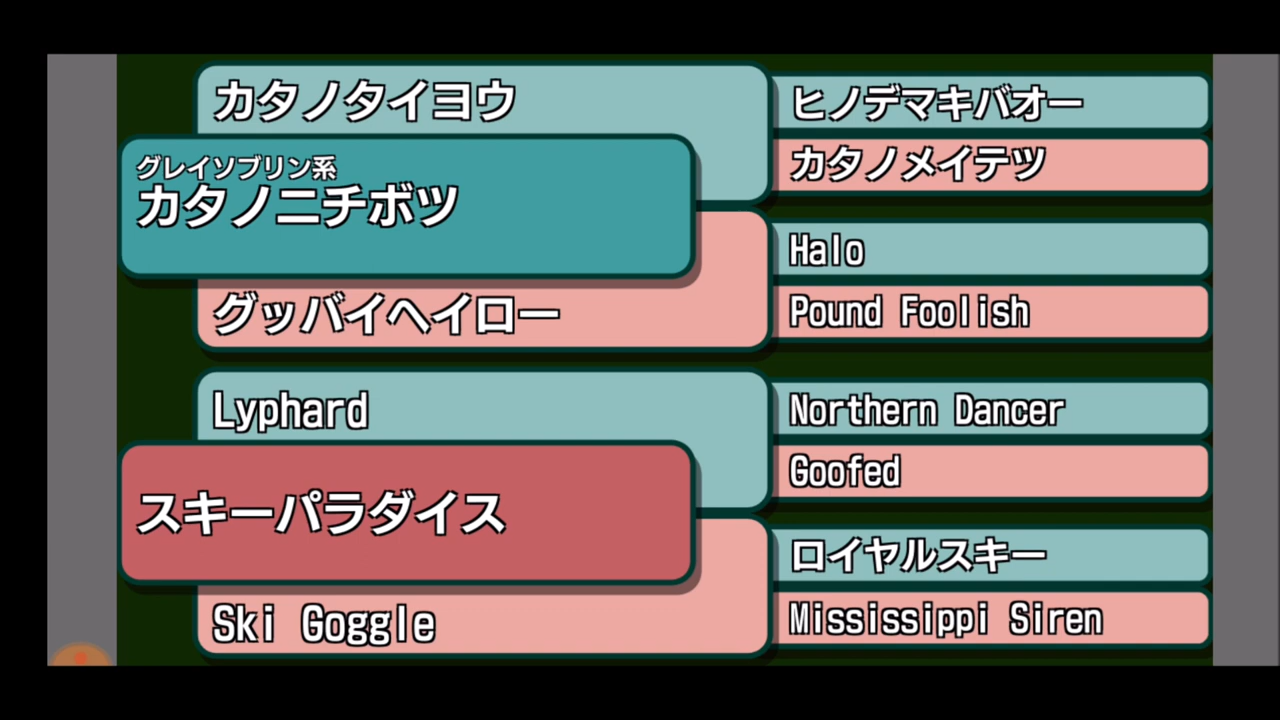 カタノタイヨウ
ヒノデマキバオー
グレイソブリン系
カタノニチボツ
カタノメイテツ
Halo
グッバイヘイロー
Pound Foolish
Lyphard
Northern Dancer
Goofed
スキーパラダイス
ロイヤルスキー
Ski Goggle
Mississippi Siren